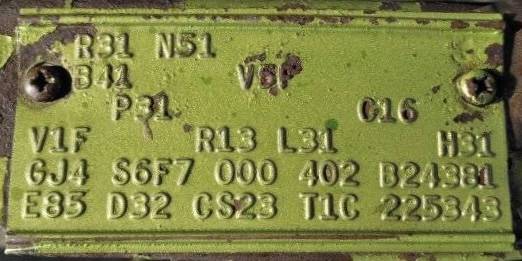 R31 N51
B41 V6F
P31 C16
V1F R13 L31 H31
GJ4 S6F7 000 402 B24381
E85 D32 CS23 T1C 225343